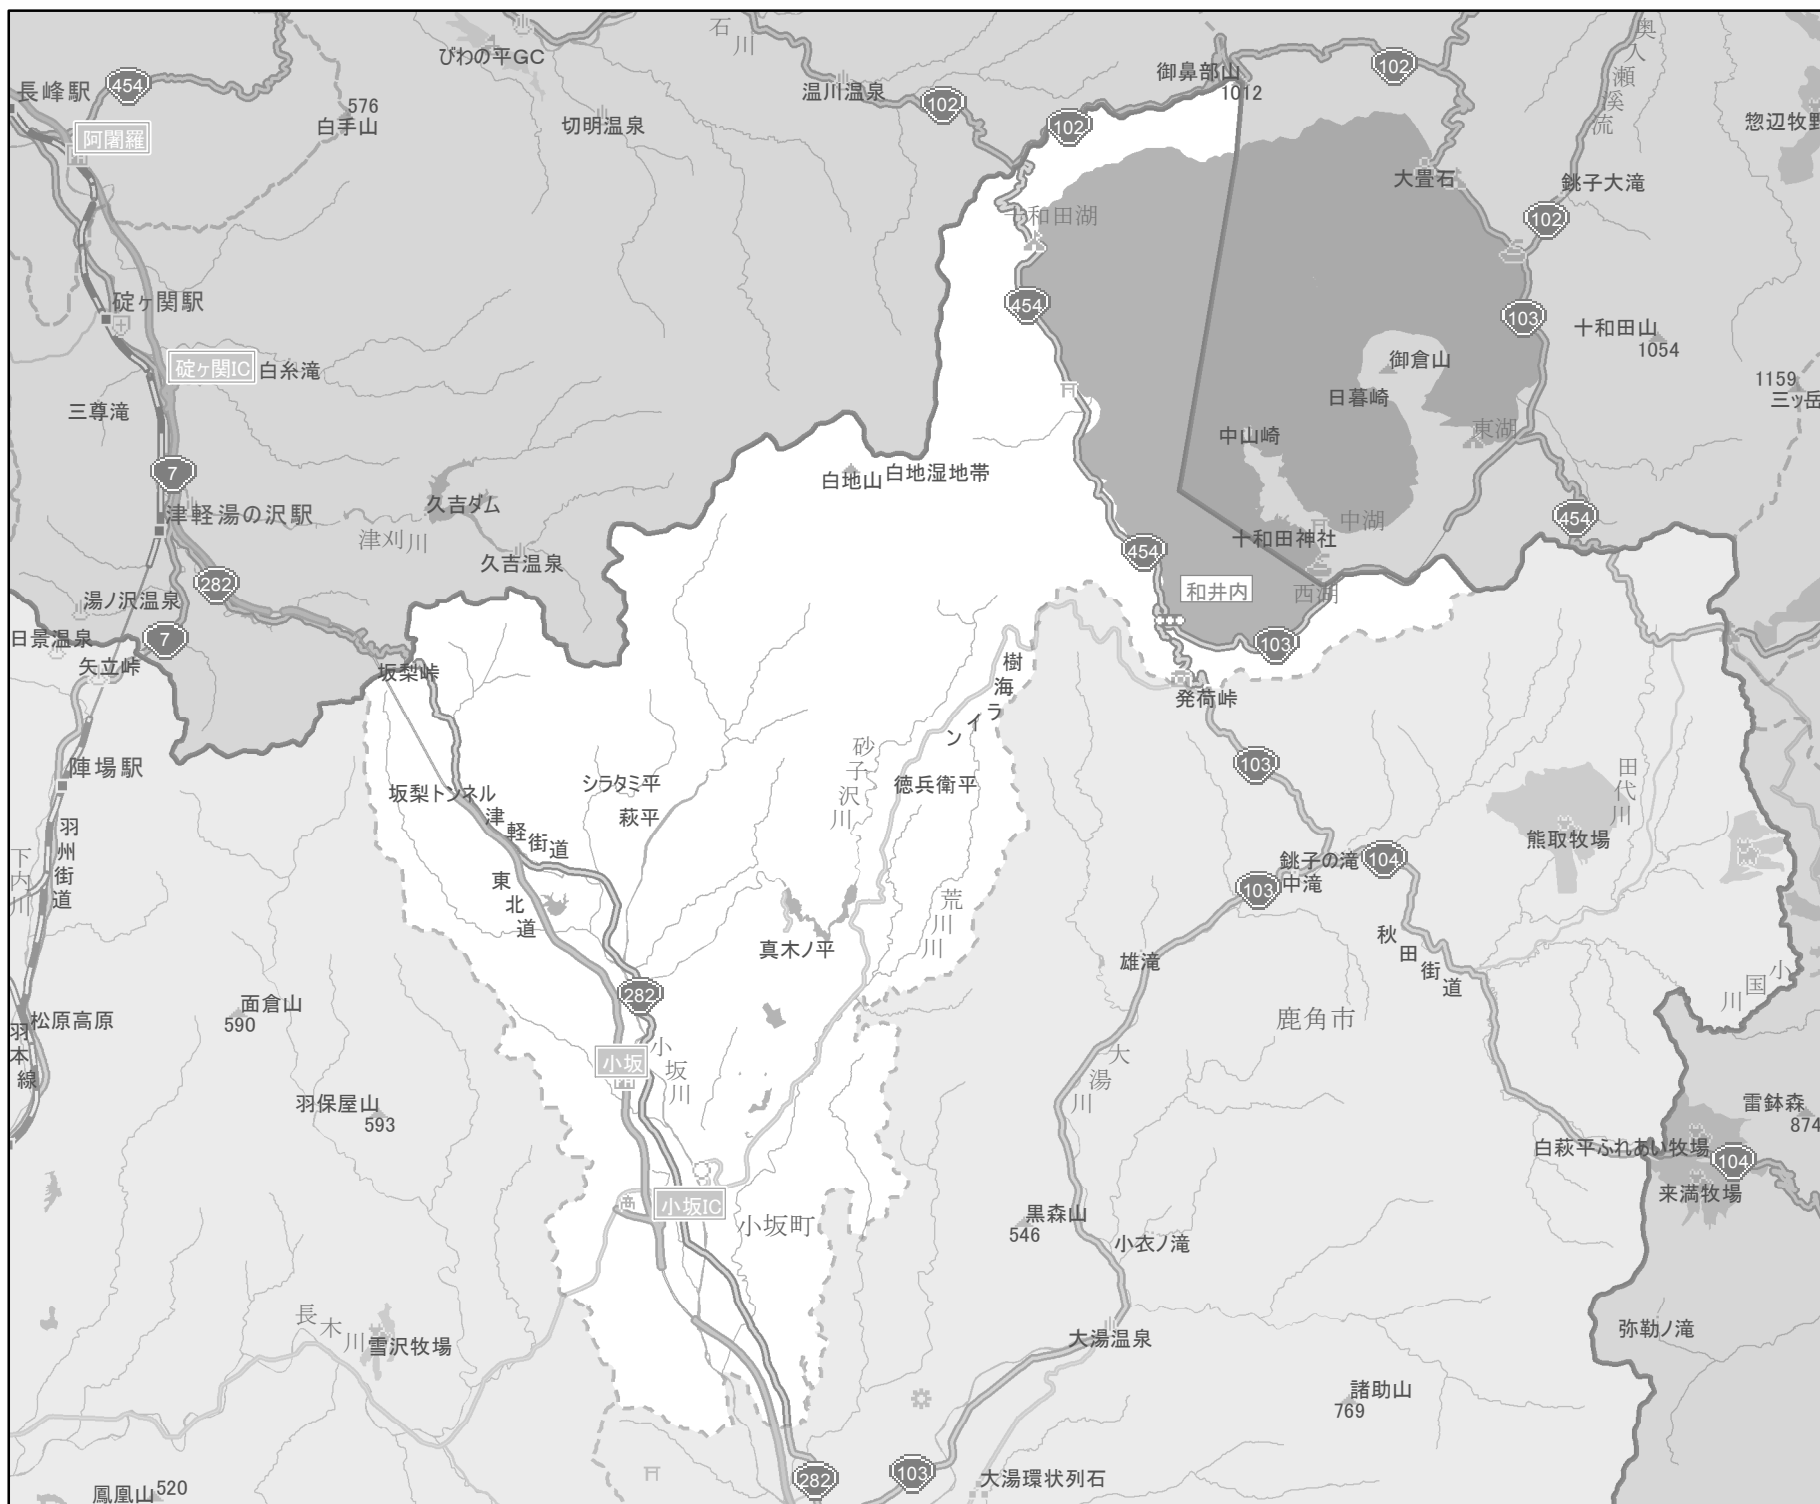 びわの平GC
石川
御鼻部山
1012
102
奥入瀬渓流
長峰駅
454
576
白手山
温川温泉
102
切明温泉
102
惣辺牧野
阿闍羅
大畳石
銚子大滝
102
十和田湖
碇ヶ関駅
454
103
十和田山
1054
碇ヶ関IC
白糸滝
御倉山
1159
三ッ岳
日暮崎
三尊滝
中山崎
東湖
7
白地山
白地湿地帯
久吉ダム
津軽湯の沢駅
中湖
454
津刈川
久吉温泉
十和田神社
454
282
和井内
西湖
湯ノ沢温泉
日景温泉
7
103
矢立峠
坂梨峠
樹海ライン
発荷峠
陣場駅
砂子沢川
103
坂梨トンネル
シラタミ平
徳兵衛平
田代川
萩平
津軽街道
羽州街道
熊取牧場
下内川
銚子の滝
104
中滝
103
東北道
荒川川
秋田街道
真木ノ平
雄滝
小国川
282
面倉山
590
松原高原
鹿角市
羽本線
小坂
小坂川
大湯川
羽保屋山
593
雷鉢森
874
白萩平ふれあい牧場
104
来満牧場
小坂IC
小坂町
黒森山
546
小衣ノ滝
長木川
雪沢牧場
大湯温泉
弥勒ノ滝
諸助山
769
282
103
大湯環状列石
鳳凰山
520